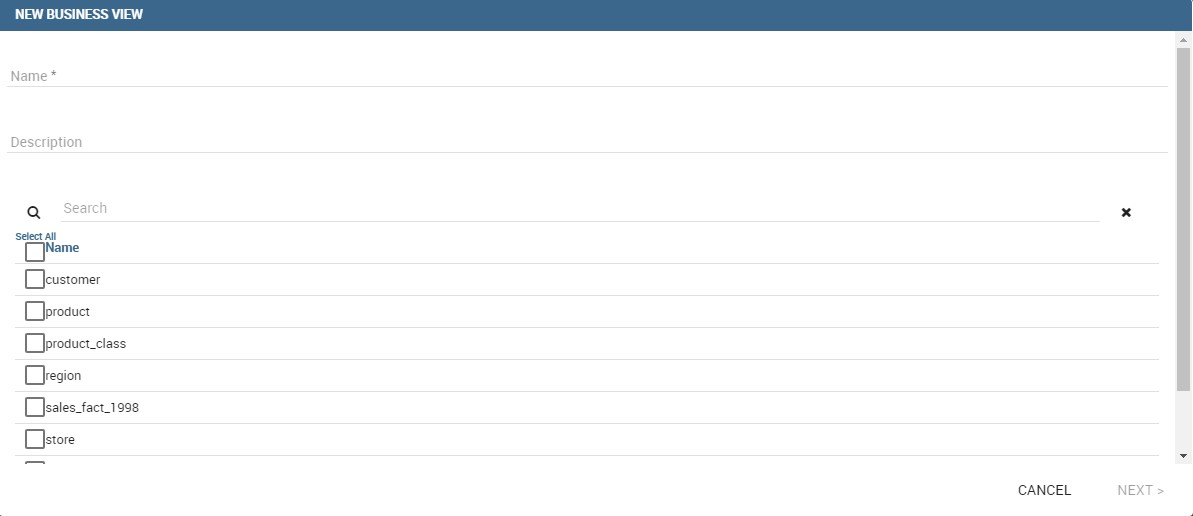 NEW BUSINESS VIEW
Name *
Description
Search
Select All
Name
customer
product
product_class
region
sales_fact_1998
store
CANCEL
NEXT >